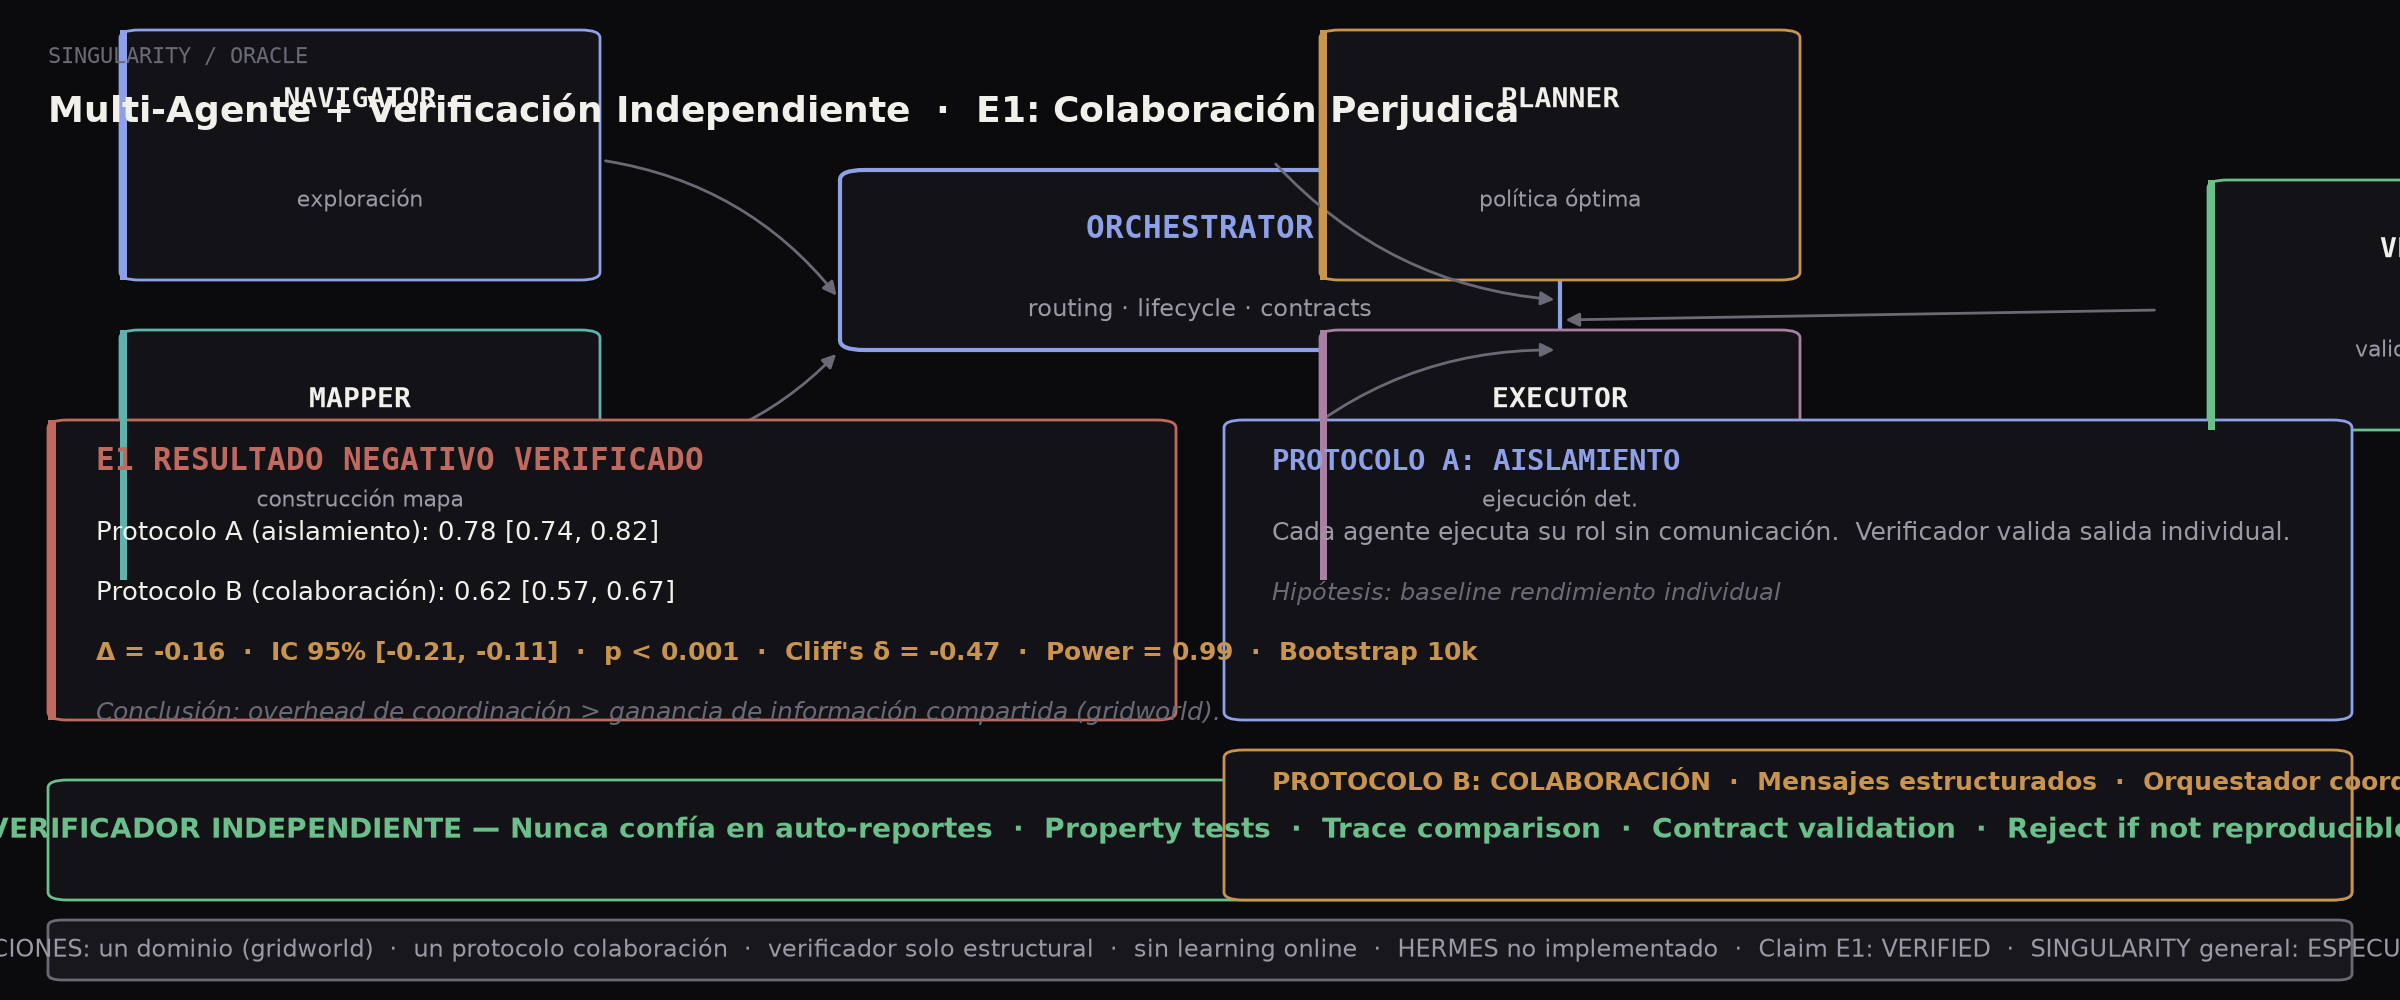 SINGULARITY / ORACLE
NAVIGATOR
PLANNER
Multi-Agente + Verificación Independiente · E1: Colaboración Perjudica
exploración
política óptima
ORCHESTRATOR
routing · lifecycle · contracts
MAPPER
EXECUTOR
E1 RESULTADO NEGATIVO VERIFICADO
construcción mapa
Protocolo A (aislamiento): 0.78 [0.74, 0.82]
Protocolo B (colaboración): 0.62 [0.57, 0.67]
Δ = -0.16 · IC 95% [-0.21, -0.11] · p < 0.001 · Cliff's δ = -0.47 · Power = 0.99 · Bootstrap 10k
Conclusión: overhead de coordinación > ganancia de información compartida (gridworld).
PROTOCOLO A: AISLAMIENTO
ejecución det.
Cada agente ejecuta su rol sin comunicación. Verificador valida salida individual.
Hipótesis: baseline rendimiento individual
PROTOCOLO B: COLABORACIÓN · Mensajes estructurados · Orquestador
VERIFICADOR INDEPENDIENTE — Nunca confía en auto-reportes · Property tests · Trace comparison · Contract validation · Reject if not reproducible
: un dominio (gridworld) · un protocolo colaboración · verificador solo estructural · sin learning online · HERMES no implementado · Claim E1: VERIFIED · SINGULARITY general: